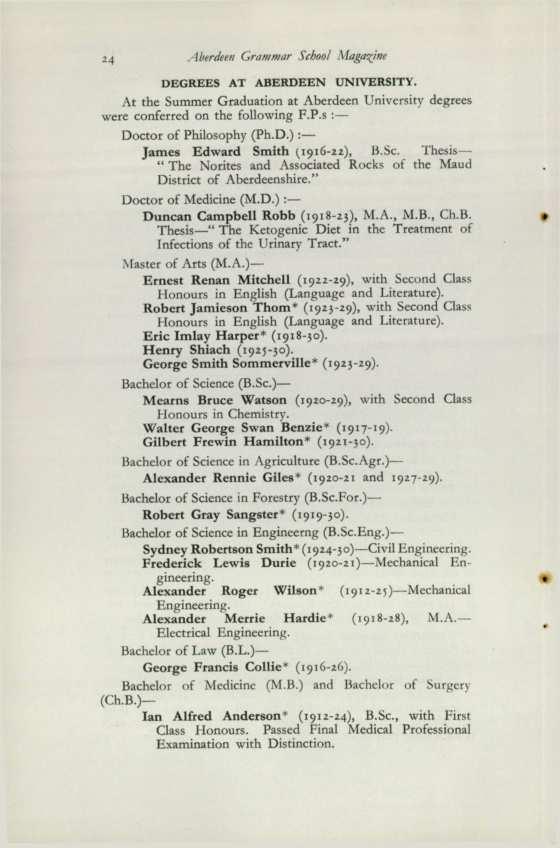 24
Aberdeen Grammar School Magazine
DEGREES AT ABERDEEN UNIVERSITY.
At the Summer Graduation at Aberdeen University degrees
were conferred on the following F.P.s :—
Doctor of Philosophy (Ph.D.) :—
James Edward Smith (1916-22), B.Sc. Thesis—
“ The Norites and Associated Rocks of the Maud
District of Aberdeenshire.”
Doctor of Medicine (M.D.) :—
Duncan Campbell Robb (1918-23), M.A., M.B., Ch.B.
Thesis—“ The Ketogenic Diet in the Treatment of
Infections of the Urinary Tract.”
Master of Arts (M.A.)—
Ernest Renan Mitchell (1922-29), with Second Class
Honours in English (Language and Literature).
Robert Jamieson Thom* (1923-29), with Second Class
Honours in English (Language and Literature).
Eric Imlay Harper* (1918-30).
Henry Shiach (1925-30).
George Smith Sommerville* (1923-29).
Bachelor of Science (B.Sc.)—
Mearns Bruce Watson (1920-29), with Second Class
Honours in Chemistry.
Walter George Swan Benzie* (1917-19).
Gilbert Frewin Hamilton* (1921-30).
Bachelor of Science in Agriculture (B.Sc.Agr.)—
Alexander Rennie Giles* (1920-21 and 1927-29).
Bachelor of Science in Forestry (B.Sc.For.)—
Robert Gray Sangster* (1919-30).
Bachelor of Science in Engineerng (B.Sc.Eng.)—
Sydney Robertson Smith* (1924-30)—Civil Engineering.
Frederick Lewis Durie (1920-21)—Mechanical En-
gineering.
Alexander Roger Wilson* (1912-25)—Mechanical
Engineering.
Alexander Merrie Hardie* (1918-28), M.A.—
Electrical Engineering.
Bachelor of Law (B.L.)—
George Francis Collie* (1916-26).
Bachelor of Medicine (M.B.) and Bachelor of Surgery
(Ch.B.)—
Ian Alfred Anderson* (1912-24), B.Sc., with First
Class Honours. Passed Final Medical Professional
Examination with Distinction.